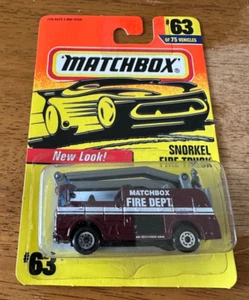 #63
OF 75 VEHICLES
MATCHBOX
SNORKEL
FIRE TRUCK
New Look!
MATCHBOX
FIRE DEPT.
#63